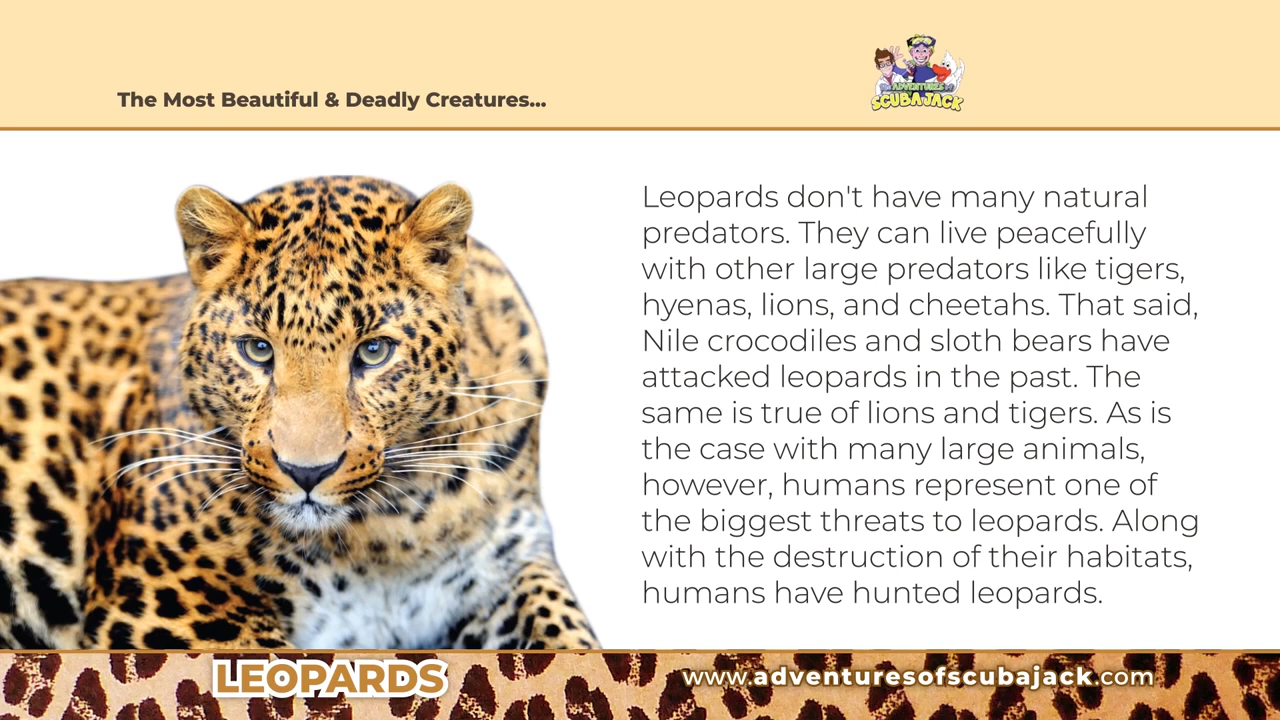 The Most Beautiful & Deadly Creatures...
ADVENTURES OF
SCUBA JACK
Leopards don't have many natural
predators. They can live peacefully
with other large predators like tigers,
hyenas, lions, and cheetahs. That said,
Nile crocodiles and sloth bears have
attacked leopards in the past. The
same is true of lions and tigers. As is
the case with many large animals,
however, humans represent one of
the biggest threats to leopards. Along
with the destruction of their habitats,
humans have hunted leopards.
LEOPARDS
www.adventuresofscubajack.com